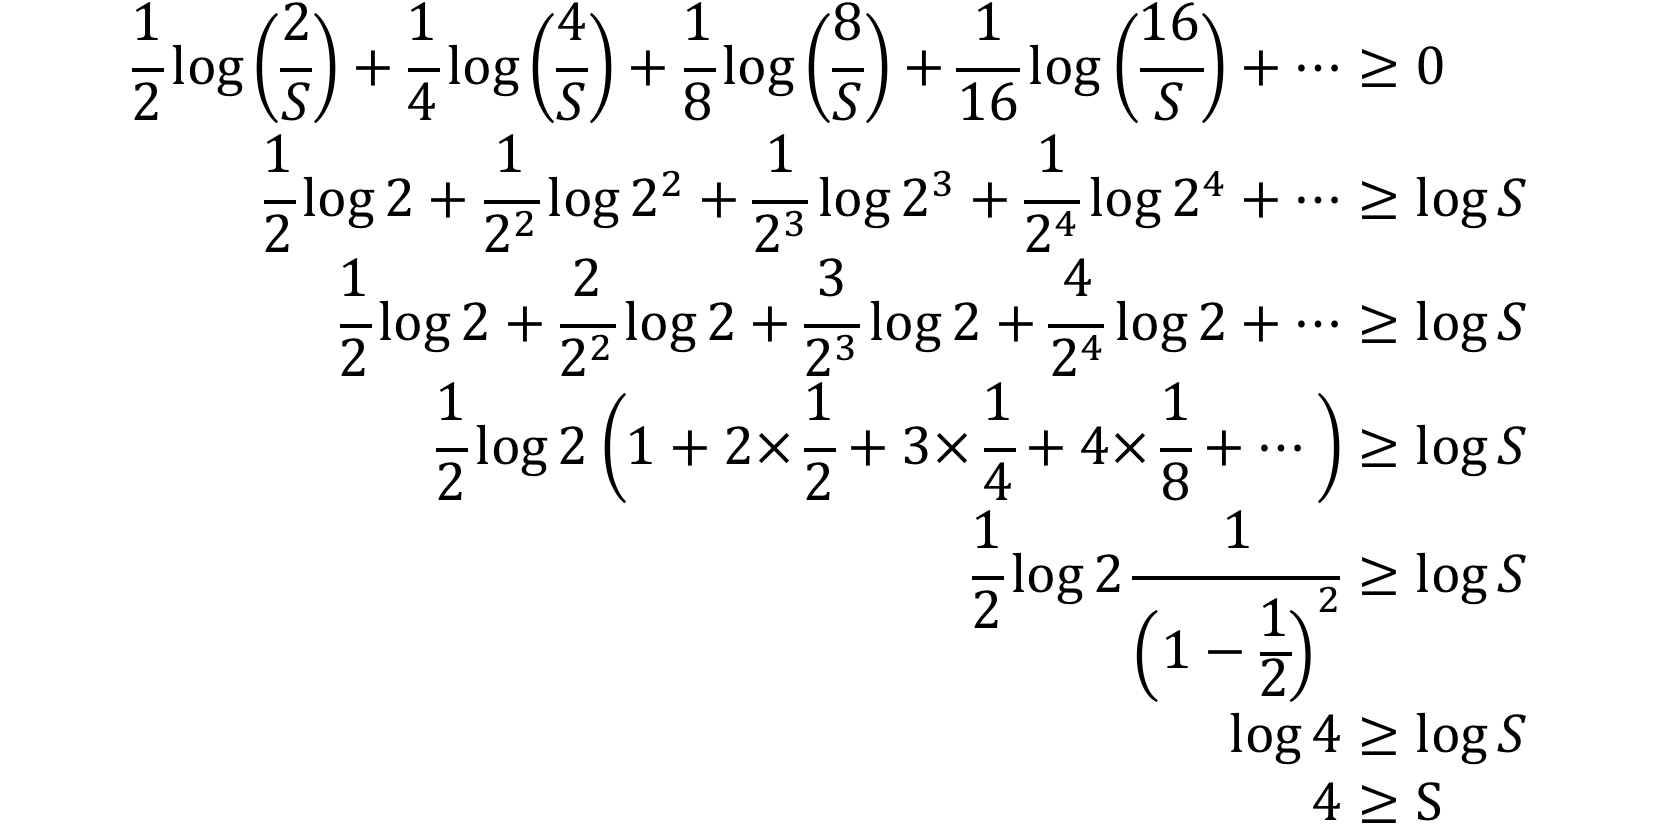 1/2 log (2/S) + 1/4 log (4/S) + 1/8 log (8/S) + 1/16 log (16/S) + ⋯ ≥ 0
1/2 log 2 + 1/2² log 2² + 1/2³ log 2³ + 1/2⁴ log 2⁴ + ⋯ ≥ log S
1/2 log 2 + 2/2² log 2 + 3/2³ log 2 + 4/2⁴ log 2 + ⋯ ≥ log S
1/2 log 2 (1 + 2× 1/2 + 3× 1/4 + 4× 1/8 + ⋯ ) ≥ log S
1/2 log 2 1/(1 − 1/2)² ≥ log S
log 4 ≥ log S
4 ≥ S